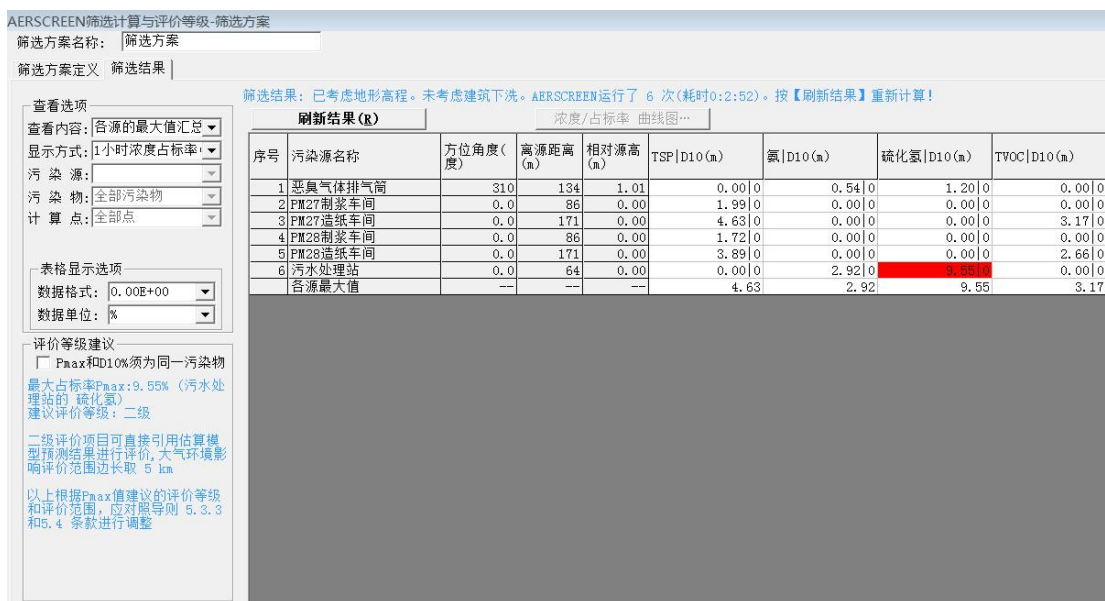 AERSCREEN筛选计算与评价等级-筛选方案
筛选方案名称: 筛选方案
筛选方案定义 筛选结果
筛选结果: 已考虑地形高程。未考虑建筑下洗。AERSCREEN运行了 6 次(耗时0:2:52)。按【刷新结果】重新计算!
查看选项
查看内容: 各源的最大值汇总
显示方式: 1小时浓度占标率
污 染 源:
污 染 物: 全部污染物
计 算 点: 全部点
刷新结果(R) 浓度/占标率 曲线图…
序号 污染源名称 方位角度(度) 离源距离(m) 相对源高(m) TSP|D10(m) 氨|D10(m) 硫化氢|D10(m) TVOC|D10(m)
1 恶臭气体排气筒 310 134 1.01 0.00|0 0.54|0 1.20|0 0.00|0
2 PM27制浆车间 0.0 86 0.00 1.99|0 0.00|0 0.00|0 0.00|0
3 PM27造纸车间 0.0 171 0.00 4.63|0 0.00|0 0.00|0 3.17|0
4 PM28制浆车间 0.0 86 0.00 1.72|0 0.00|0 0.00|0 0.00|0
5 PM28造纸车间 0.0 171 0.00 3.89|0 0.00|0 0.00|0 2.66|0
6 污水处理站 0.0 64 0.00 0.00|0 2.92|0 9.55|0 0.00|0
各源最大值 -- -- -- 4.63 2.92 9.55 3.17
表格显示选项
数据格式: 0.00E+00
数据单位: %
评价等级建议
Pmax和D10%须为同一污染物
最大占标率Pmax:9.55% (污水处
理站的 硫化氢)
建议评价等级: 二级
二级评价项目可直接引用估算模
型预测结果进行评价,大气环境影
响评价范围边长取 5 km
以上根据Pmax值建议的评价等级
和评价范围，应对照导则 5.3.3
和5.4 条款进行调整